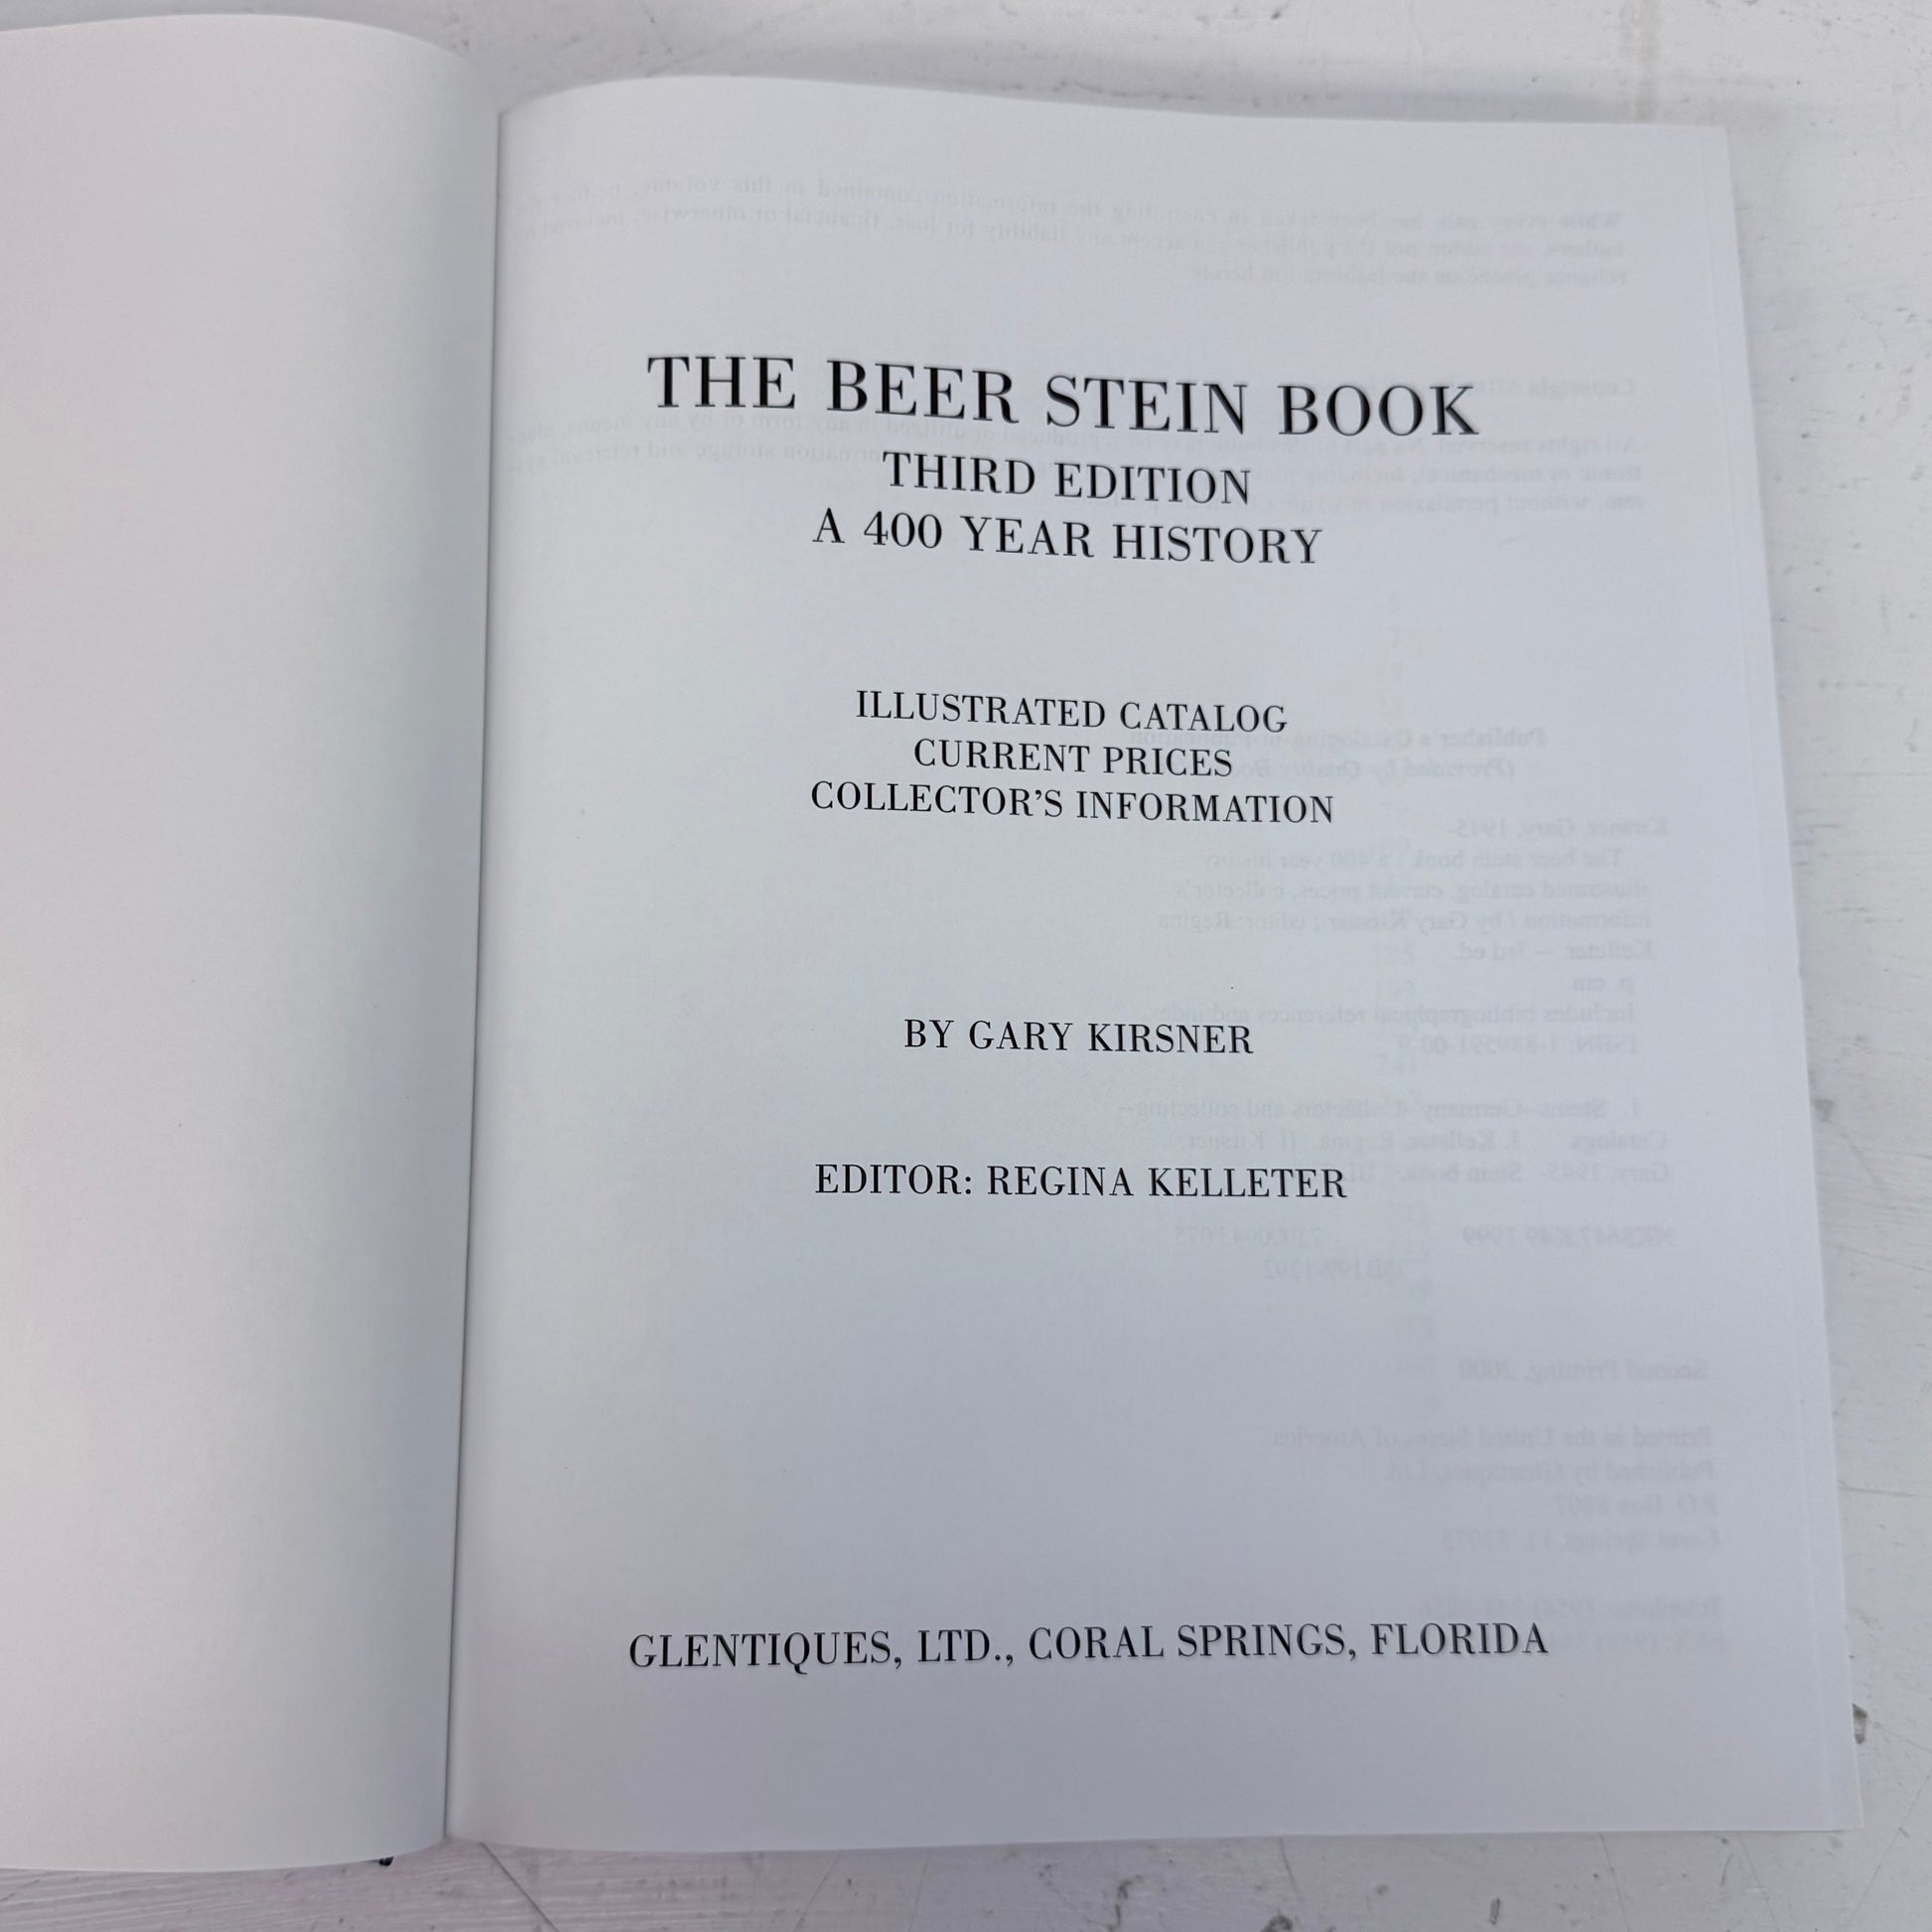 THE BEER STEIN BOOK
THIRD EDITION
A 400 YEAR HISTORY
ILLUSTRATED CATALOG
CURRENT PRICES
COLLECTOR'S INFORMATION
BY GARY KIRSNER
EDITOR: REGINA KELLETER
GLENTIQUES, LTD., CORAL SPRINGS, FLORIDA